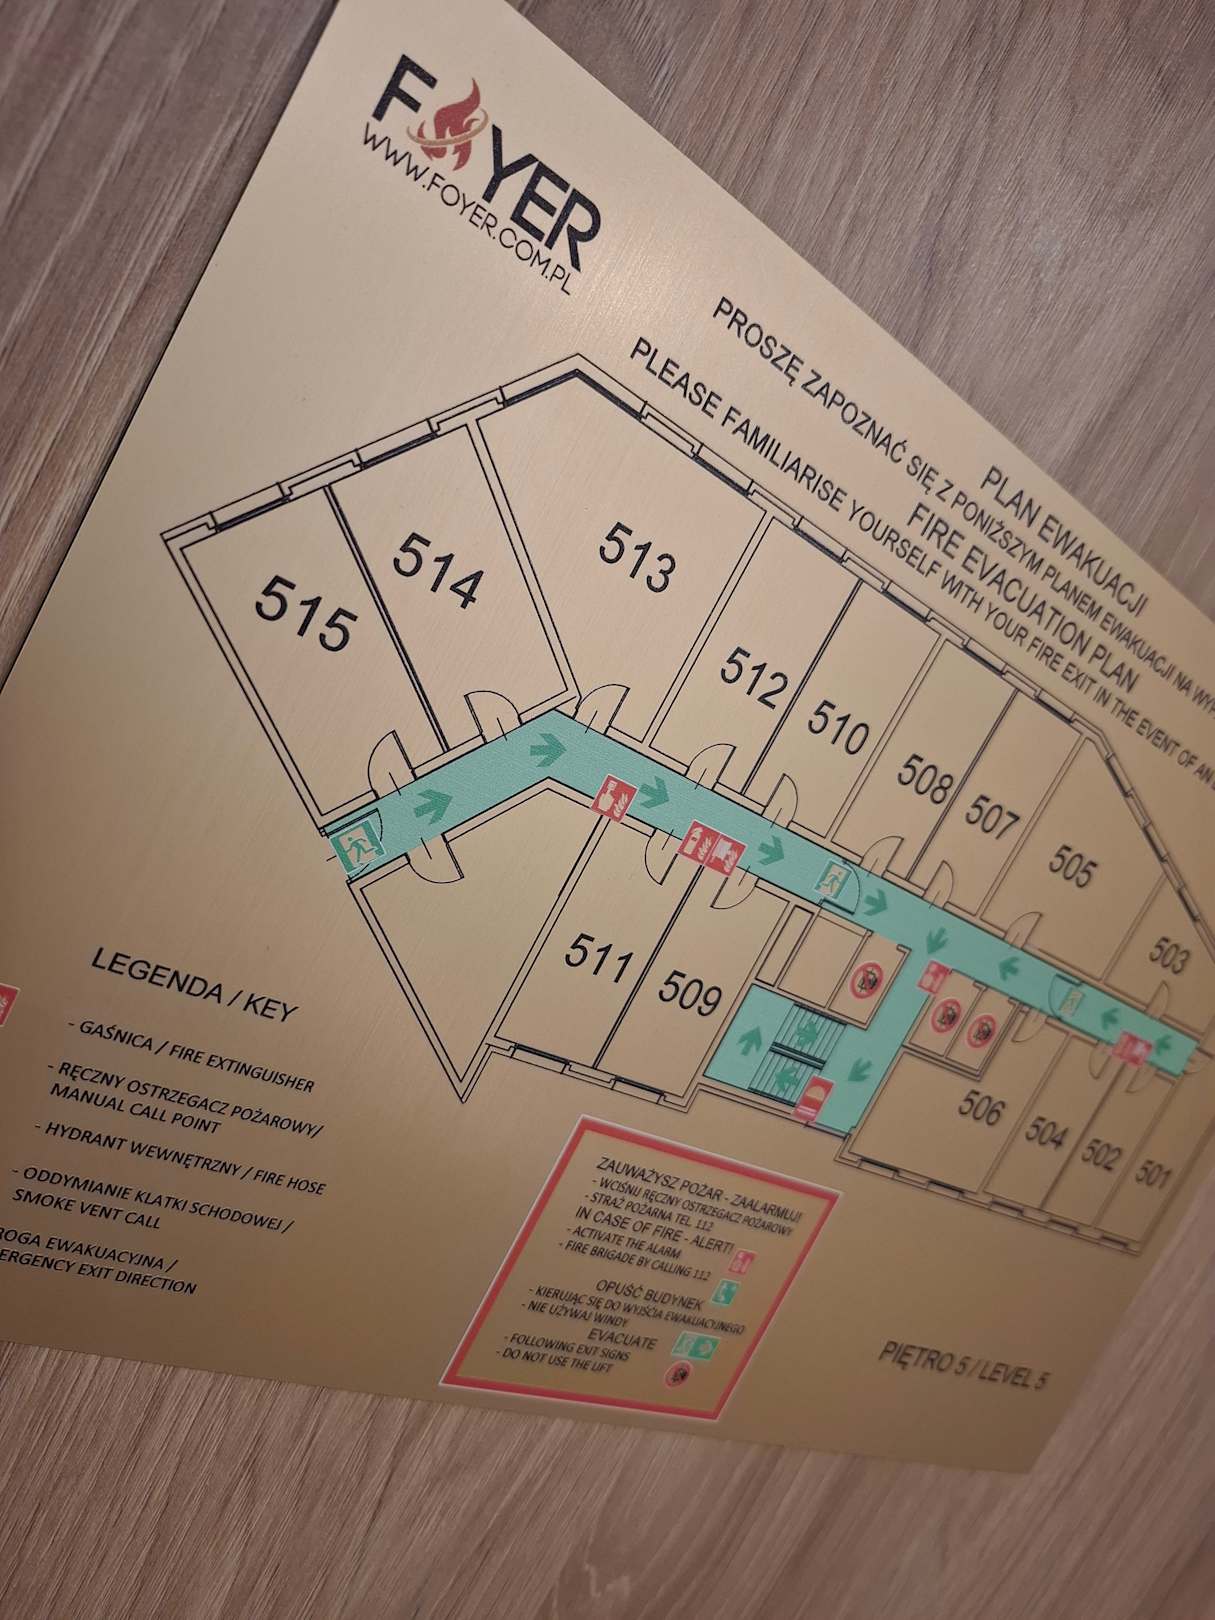 FOYER
WWW.FOYER.COM.PL
PLAN EWAKUACJI
PROSZĘ ZAPOZNAĆ SIĘ Z PONIŻSZYM PLANEM EWAKUACJI NA
FIRE EVACUATION PLAN
PLEASE FAMILIARISE YOURSELF WITH YOUR FIRE EXIT IN THE EVENT OF AN
515
514
513
512
510
508
507
505
503
511
509
506
504
502
501
LEGENDA / KEY
- GAŚNICA / FIRE EXTINGUISHER
- RĘCZNY OSTRZEGACZ POŻAROWY/
MANUAL CALL POINT
- HYDRANT WEWNĘTRZNY / FIRE HOSE
- ODDYMIANIE KLATKI SCHODOWEJ /
SMOKE VENT CALL
ROGA EWAKUACYJNA /
ERGENCY EXIT DIRECTION
ZAUWAŻYSZ POŻAR - ZAALARMUJ!
- WCIŚNIJ RĘCZNY OSTRZEGACZ POŻAROWY
- STRAŻ POŻARNA TEL. 112
IN CASE OF FIRE - ALERT!
- ACTIVATE THE ALARM
- FIRE BRIGADE BY CALLING 112
OPUŚĆ BUDYNEK
- KIERUJĄC SIĘ DO WYJŚCIA EWAKUACYJNEGO
- NIE UŻYWAJ WINDY
EVACUATE
- FOLLOWING EXIT SIGNS
- DO NOT USE THE LIFT
PIĘTRO 5 / LEVEL 5